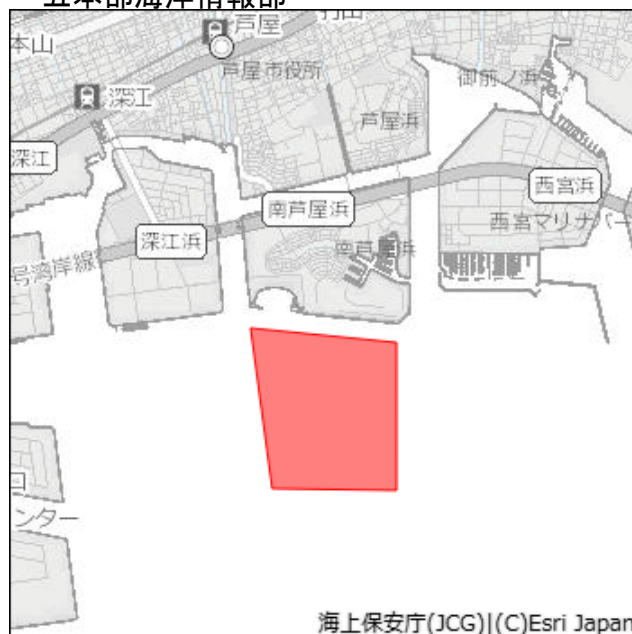 五本部海洋情報部
芦屋
打出
本山
芦屋市役所
御前ノ浜
深江
芦屋浜
深江
西宮浜
南芦屋浜
西宮マリナパー
深江浜
南芦屋浜
号湾岸線
ンター
海上保安庁(JCG)|(C)Esri Japan